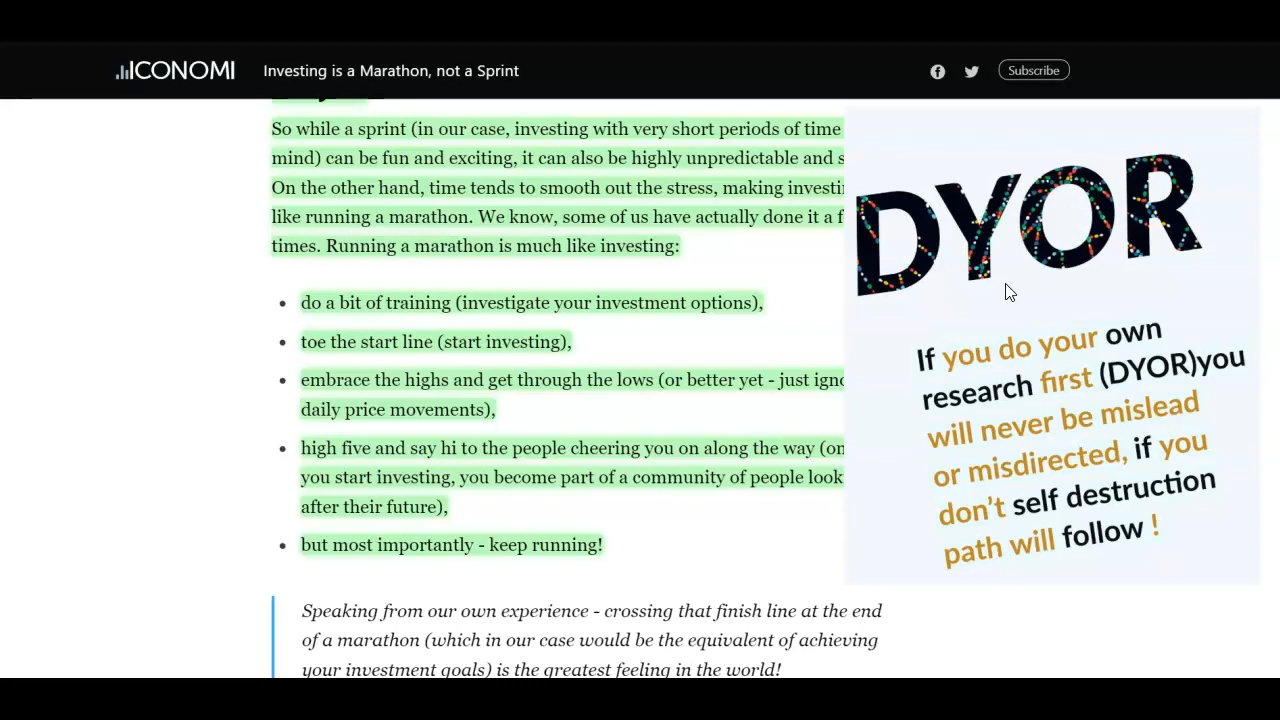 ICONOMI
Investing is a Marathon, not a Sprint
Subscribe
So while a sprint (in our case, investing with very short periods of time
mind) can be fun and exciting, it can also be highly unpredictable and s
On the other hand, time tends to smooth out the stress, making investi
like running a marathon. We know, some of us have actually done it a f
times. Running a marathon is much like investing:
do a bit of training (investigate your investment options),
toe the start line (start investing),
embrace the highs and get through the lows (or better yet - just igno
daily price movements),
high five and say hi to the people cheering you on along the way (on
you start investing, you become part of a community of people look
after their future),
but most importantly - keep running!
Speaking from our own experience - crossing that finish line at the end
of a marathon (which in our case would be the equivalent of achieving
your investment goals) is the greatest feeling in the world!
DYOR
If you do your own
research first (DYOR)you
will never be mislead
or misdirected, if you
don't self destruction
path will follow !